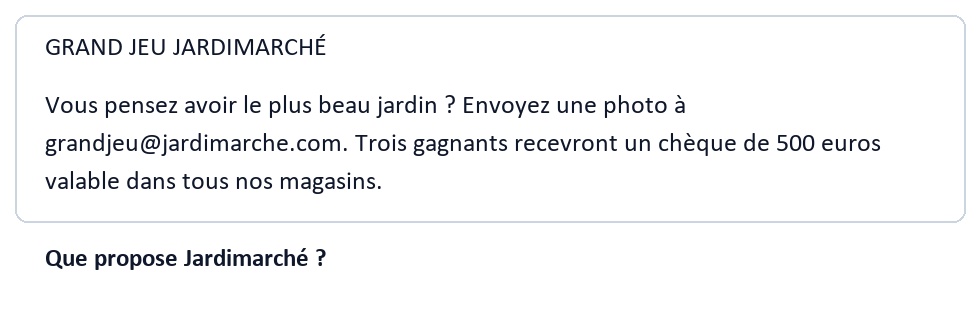 GRAND JEU JARDIMARCHÉ
Vous pensez avoir le plus beau jardin ? Envoyez une photo à
grandjeu@jardimarche.com. Trois gagnants recevront un chèque de 500 euros
valable dans tous nos magasins.
Que propose Jardimarché ?